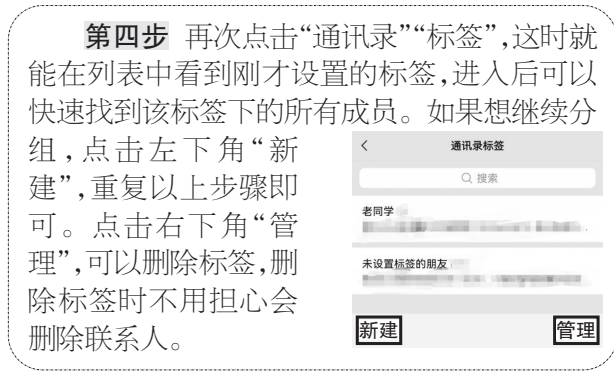 第四步 再次点击“通讯录”“标签”,这时就
能在列表中看到刚才设置的标签,进入后可以
快速找到该标签下的所有成员。如果想继续分
组,点击左下角“新
建”,重复以上步骤即
可。点击右下角“管
理”,可以删除标签,删
除标签时不用担心会
删除联系人。
通讯录标签
搜索
老同学
未设置标签的朋友
新建
管理